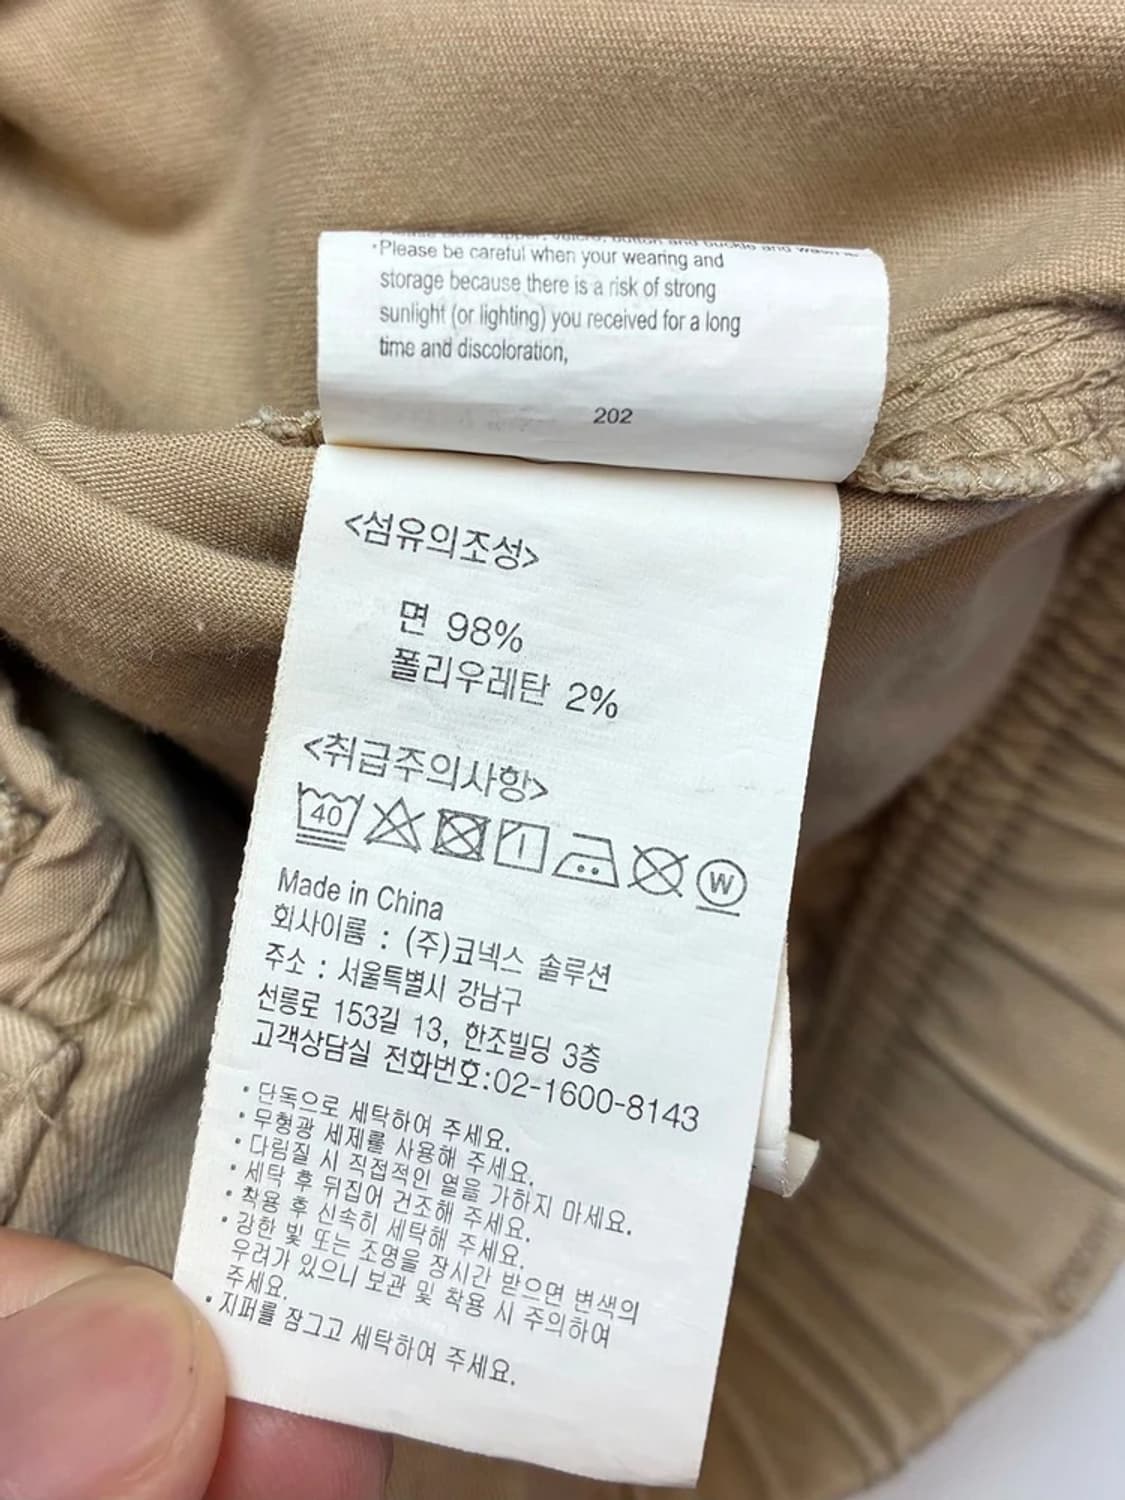 button and buckle and wash it.
·Please be careful when your wearing and
storage because there is a risk of strong
sunlight (or lighting) you received for a long
time and discoloration,
202
<섬유의조성>
면 98%
폴리우레탄 2%
<취급주의사항>
40
W
Made in China
회사이름 : (주)코넥스 솔루션
주소 : 서울특별시 강남구
선릉로 153길 13, 한조빌딩 3층
고객상담실 전화번호:02-1600-8143
·단독으로 세탁하여 주세요.
·무형광 세제를 사용해 주세요.
·다림질 시 직접적인 열을 가하지 마세요.
·세탁 후 뒤집어 건조해 주세요.
·착용 후 신속히 세탁해 주세요.
·강한 빛 또는 조명을 장시간 받으면 변색의
우려가 있으니 보관 및 착용 시 주의하여
주세요.
·지퍼를 잠그고 세탁하여 주세요.